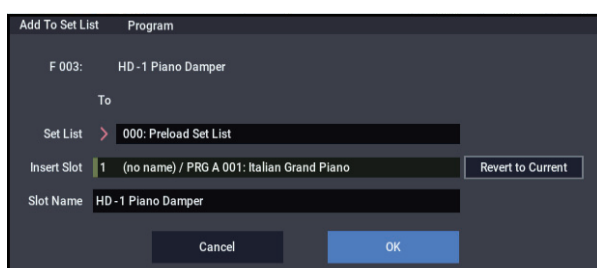 Add To Set List Program
F 003: HD-1 Piano Damper
To
Set List 000: Preload Set List
Insert Slot 1 (no name) / PRG A 001: Italian Grand Piano Revert to Current
Slot Name HD-1 Piano Damper
Cancel OK